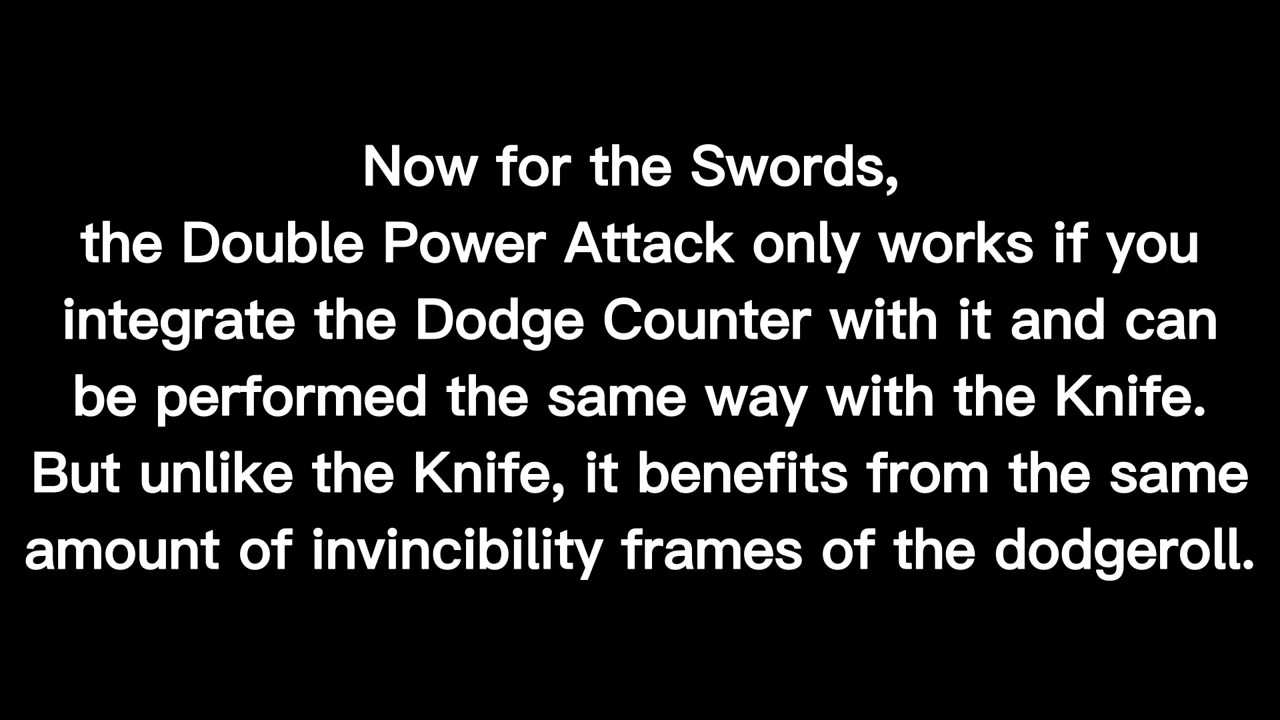 Now for the Swords,
the Double Power Attack only works if you
integrate the Dodge Counter with it and can
be performed the same way with the Knife.
But unlike the Knife, it benefits from the same
amount of invincibility frames of the dodgeroll.